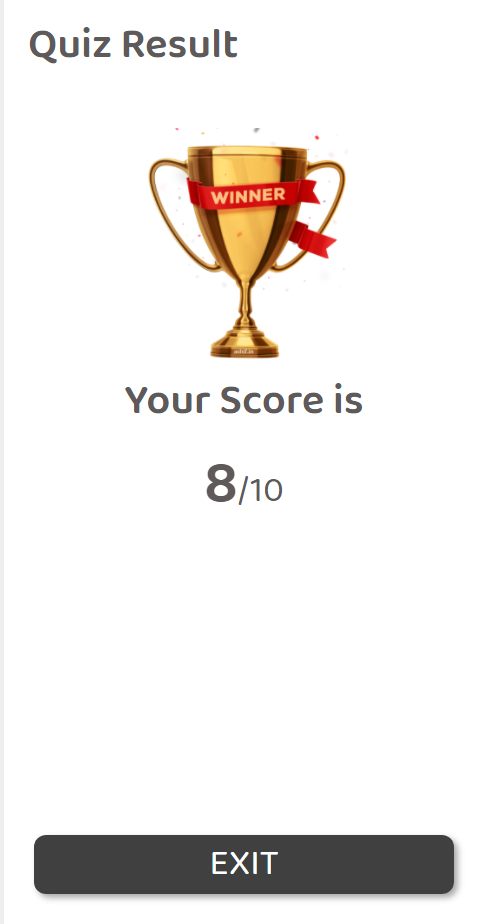 Quiz Result
WINNER
Your Score is
8/10
EXIT